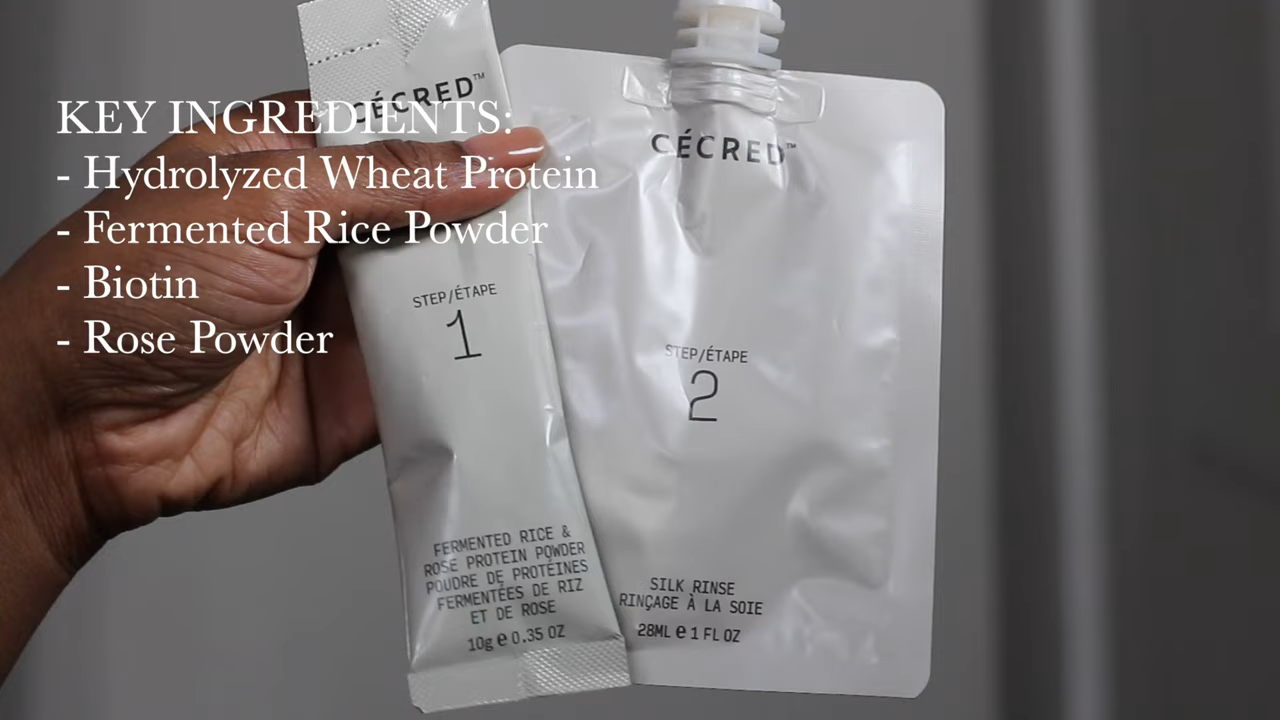 KEY INGREDIENTS:
- Hydrolyzed Wheat Protein
- Fermented Rice Powder
- Biotin
- Rose Powder
CÉCRED™
STEP/ÉTAPE
1
FERMENTED RICE &
ROSE PROTEIN POWDER
POUDRE DE PROTÉINES
FERMENTÉES DE RIZ
ET DE ROSE
10g e 0.35 OZ
CÉCRED™
STEP/ÉTAPE
2
SILK RINSE
RINÇAGE À LA SOIE
28ML e 1 FL OZ